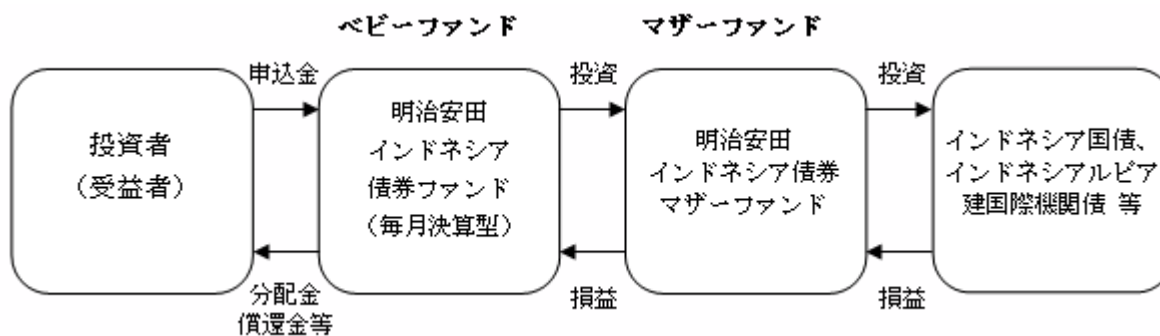 ベビーファンド
マザーファンド
申込金
投資
投資
投資者
（受益者）
明治安田
インドネシア
債券ファンド
（毎月決算型）
明治安田
インドネシア債券
マザーファンド
インドネシア国債、
インドネシアルピア
建国際機関債 等
分配金
償還金等
損益
損益